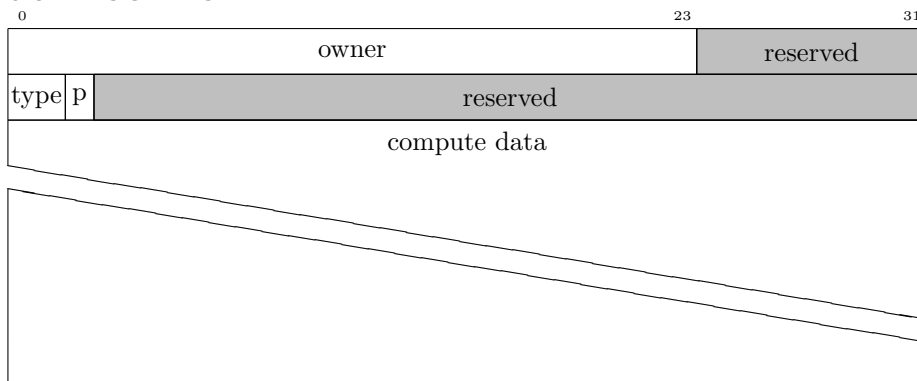 0 23 31
owner reserved
type p reserved
compute data